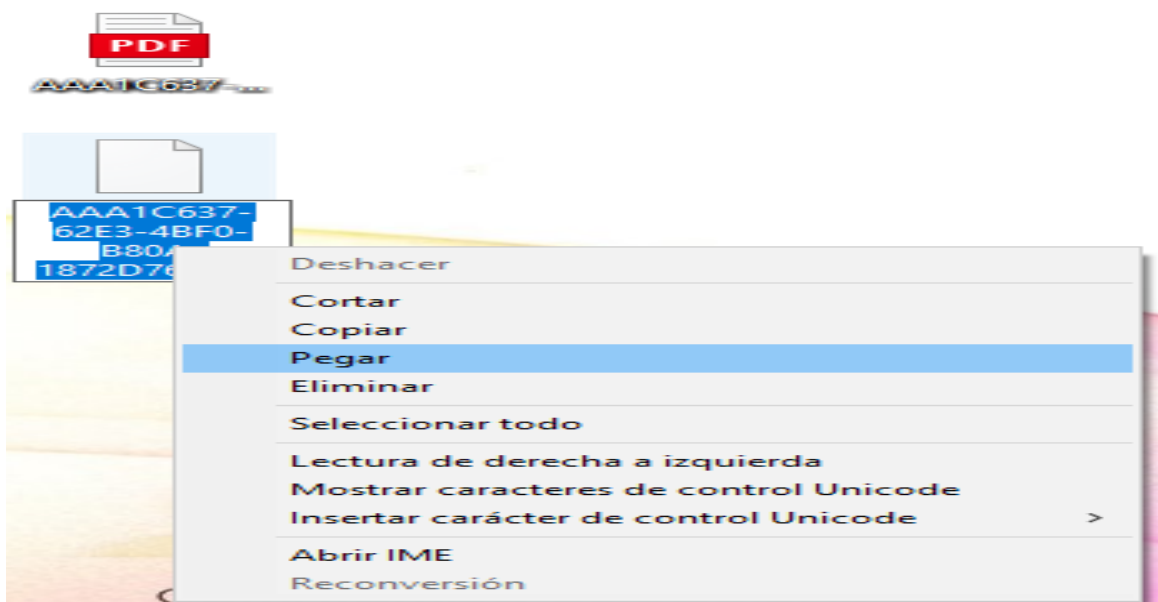 PDF
AAA1C637-...
AAA1C637-
62E3-4BF0-
B80A
1872D76
Deshacer
Cortar
Copiar
Pegar
Eliminar
Seleccionar todo
Lectura de derecha a izquierda
Mostrar caracteres de control Unicode
Insertar carácter de control Unicode >
Abrir IME
Reconversión